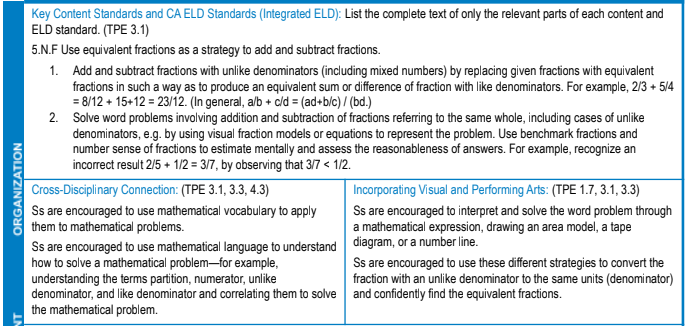 Key Content Standards and CA ELD Standards (Integrated ELD): List the complete text of only the relevant parts of each content and
ELD standard. (TPE 3.1)
5.N.F Use equivalent fractions as a strategy to add and subtract fractions.
1. Add and subtract fractions with unlike denominators (including mixed numbers) by replacing given fractions with equivalent
fractions in such a way as to produce an equivalent sum or difference of fraction with like denominators. For example, 2/3 + 5/4
= 8/12 + 15+12 = 23/12. (In general, a/b + c/d = (ad+b/c) / (bd.)
2. Solve word problems involving addition and subtraction of fractions referring to the same whole, including cases of unlike
denominators, e.g. by using visual fraction models or equations to represent the problem. Use benchmark fractions and
number sense of fractions to estimate mentally and assess the reasonableness of answers. For example, recognize an
incorrect result 2/5 + 1/2 = 3/7, by observing that 3/7 < 1/2.
ORGANIZATION
Cross-Disciplinary Connection: (TPE 3.1, 3.3, 4.3)
Ss are encouraged to use mathematical vocabulary to apply
them to mathematical problems.
Ss are encouraged to use mathematical language to understand
how to solve a mathematical problem—for example,
understanding the terms partition, numerator, unlike
denominator, and like denominator and correlating them to solve
the mathematical problem.
Incorporating Visual and Performing Arts: (TPE 1.7, 3.1, 3.3)
Ss are encouraged to interpret and solve the word problem through
a mathematical expression, drawing an area model, a tape
diagram, or a number line.
Ss are encouraged to use these different strategies to convert the
fraction with an unlike denominator to the same units (denominator)
and confidently find the equivalent fractions.